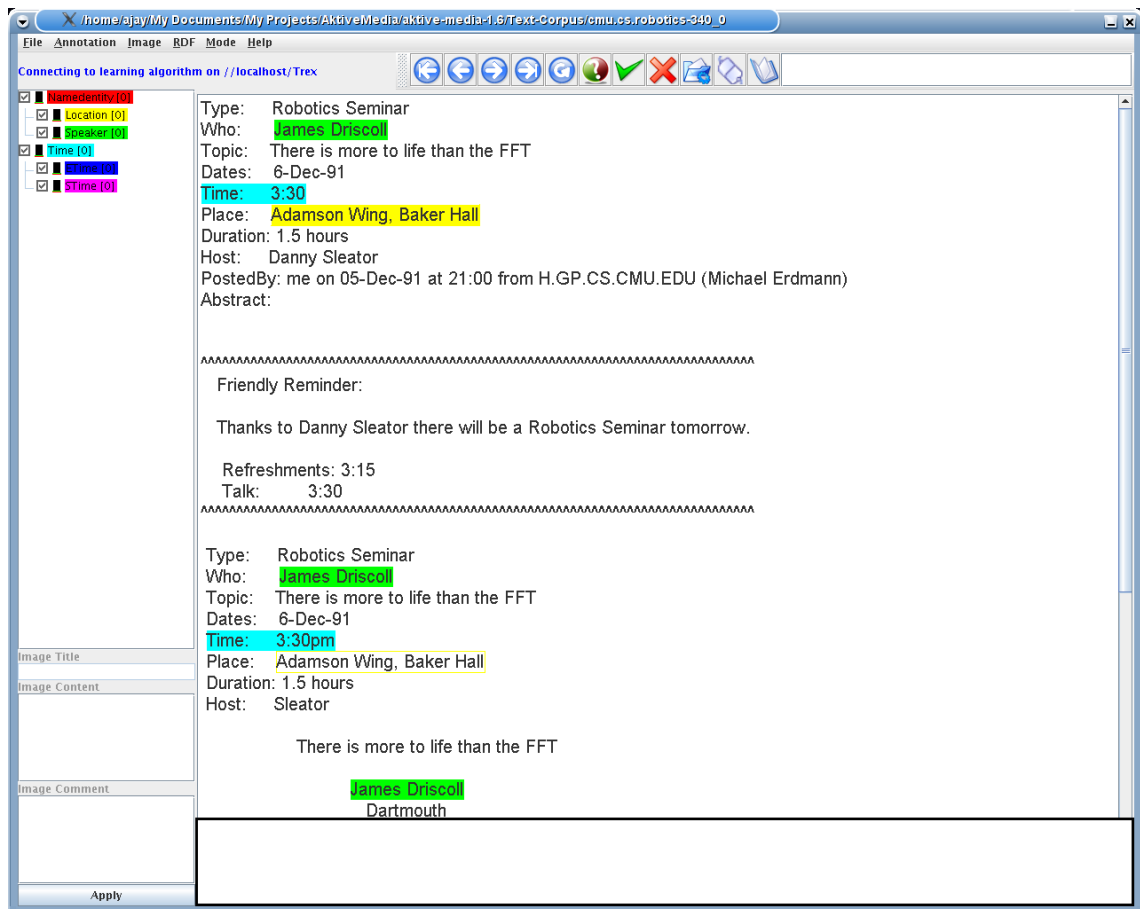 /home/ajay/My Documents/My Projects/AktiveMedia/aktive-media-1.6/Text-Corpus/cmu.cs.robotics-340_0
File Annotation Image RDF Mode Help
Connecting to learning algorithm on //localhost/Trex
Namedentity [0]
Location [0]
Speaker [0]
Time [0]
STime [0]
Type: Robotics Seminar
Who: James Driscoll
Topic: There is more to life than the FFT
Dates: 6-Dec-91
Time: 3:30
Place: Adamson Wing, Baker Hall
Duration: 1.5 hours
Host: Danny Sleator
PostedBy: me on 05-Dec-91 at 21:00 from H.GP.CS.CMU.EDU (Michael Erdmann)
Abstract:
^^^^^^^^^^^^^^^^^^^^^^^^^^^^^^^^^^^^^^^^^^^^^^^^^^^^^^^^^^^^^^^^^^^^^^^^^^^^^
Friendly Reminder:
Thanks to Danny Sleator there will be a Robotics Seminar tomorrow.
Refreshments: 3:15
Talk: 3:30
^^^^^^^^^^^^^^^^^^^^^^^^^^^^^^^^^^^^^^^^^^^^^^^^^^^^^^^^^^^^^^^^^^^^^^^^^^^^^
Type: Robotics Seminar
Who: James Driscoll
Topic: There is more to life than the FFT
Dates: 6-Dec-91
Time: 3:30pm
Place: Adamson Wing, Baker Hall
Duration: 1.5 hours
Host: Sleator
There is more to life than the FFT
James Driscoll
Dartmouth
Image Title
Image Content
Image Comment
Apply